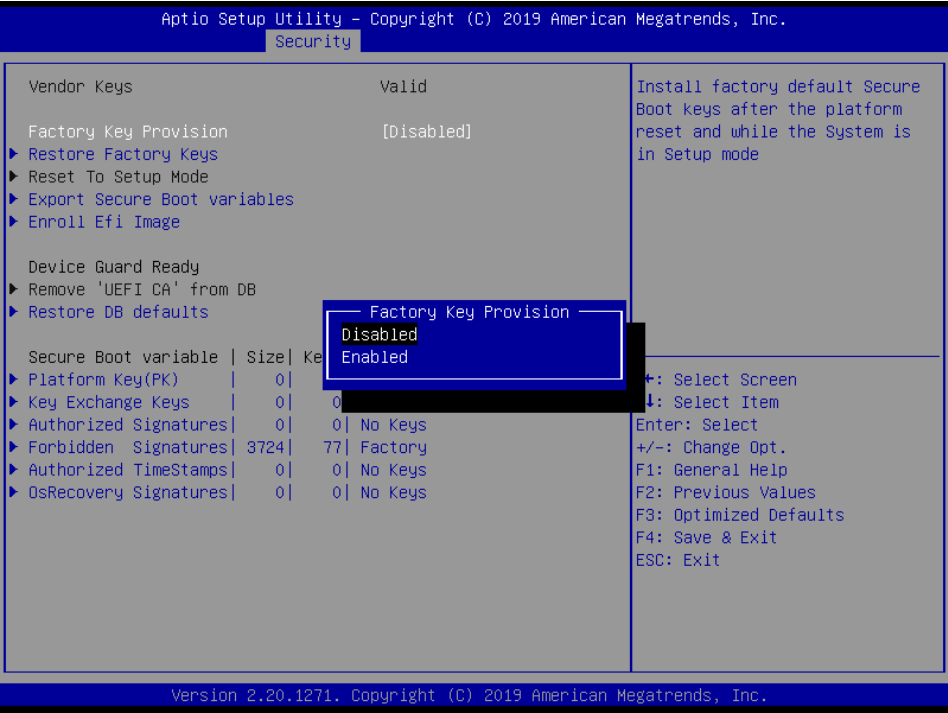 Aptio Setup Utility – Copyright (C) 2019 American Megatrends, Inc.
Security
Vendor Keys Valid
Factory Key Provision [Disabled]
Restore Factory Keys
Reset To Setup Mode
Export Secure Boot variables
Enroll Efi Image
Device Guard Ready
Remove 'UEFI CA' from DB
Restore DB defaults
Secure Boot variable | Size| Ke
Platform Key(PK) | 0|
Key Exchange Keys | 0| 0
Authorized Signatures| 0| 0| No Keys
Forbidden Signatures| 3724| 77| Factory
Authorized TimeStamps| 0| 0| No Keys
OsRecovery Signatures| 0| 0| No Keys
Factory Key Provision
Disabled
Enabled
Install factory default Secure
Boot keys after the platform
reset and while the System is
in Setup mode
: Select Screen
: Select Item
Enter: Select
+/-: Change Opt.
F1: General Help
F2: Previous Values
F3: Optimized Defaults
F4: Save & Exit
ESC: Exit
Version 2.20.1271. Copyright (C) 2019 American Megatrends, Inc.